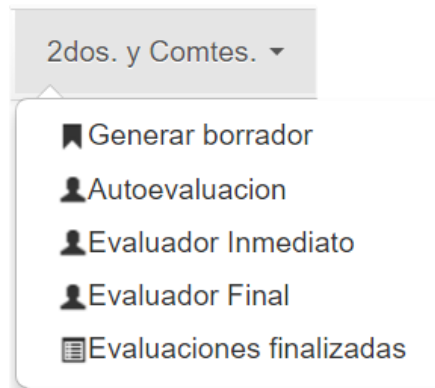 2dos. y Comtes.
Generar borrador
Autoevaluacion
Evaluador Inmediato
Evaluador Final
Evaluaciones finalizadas